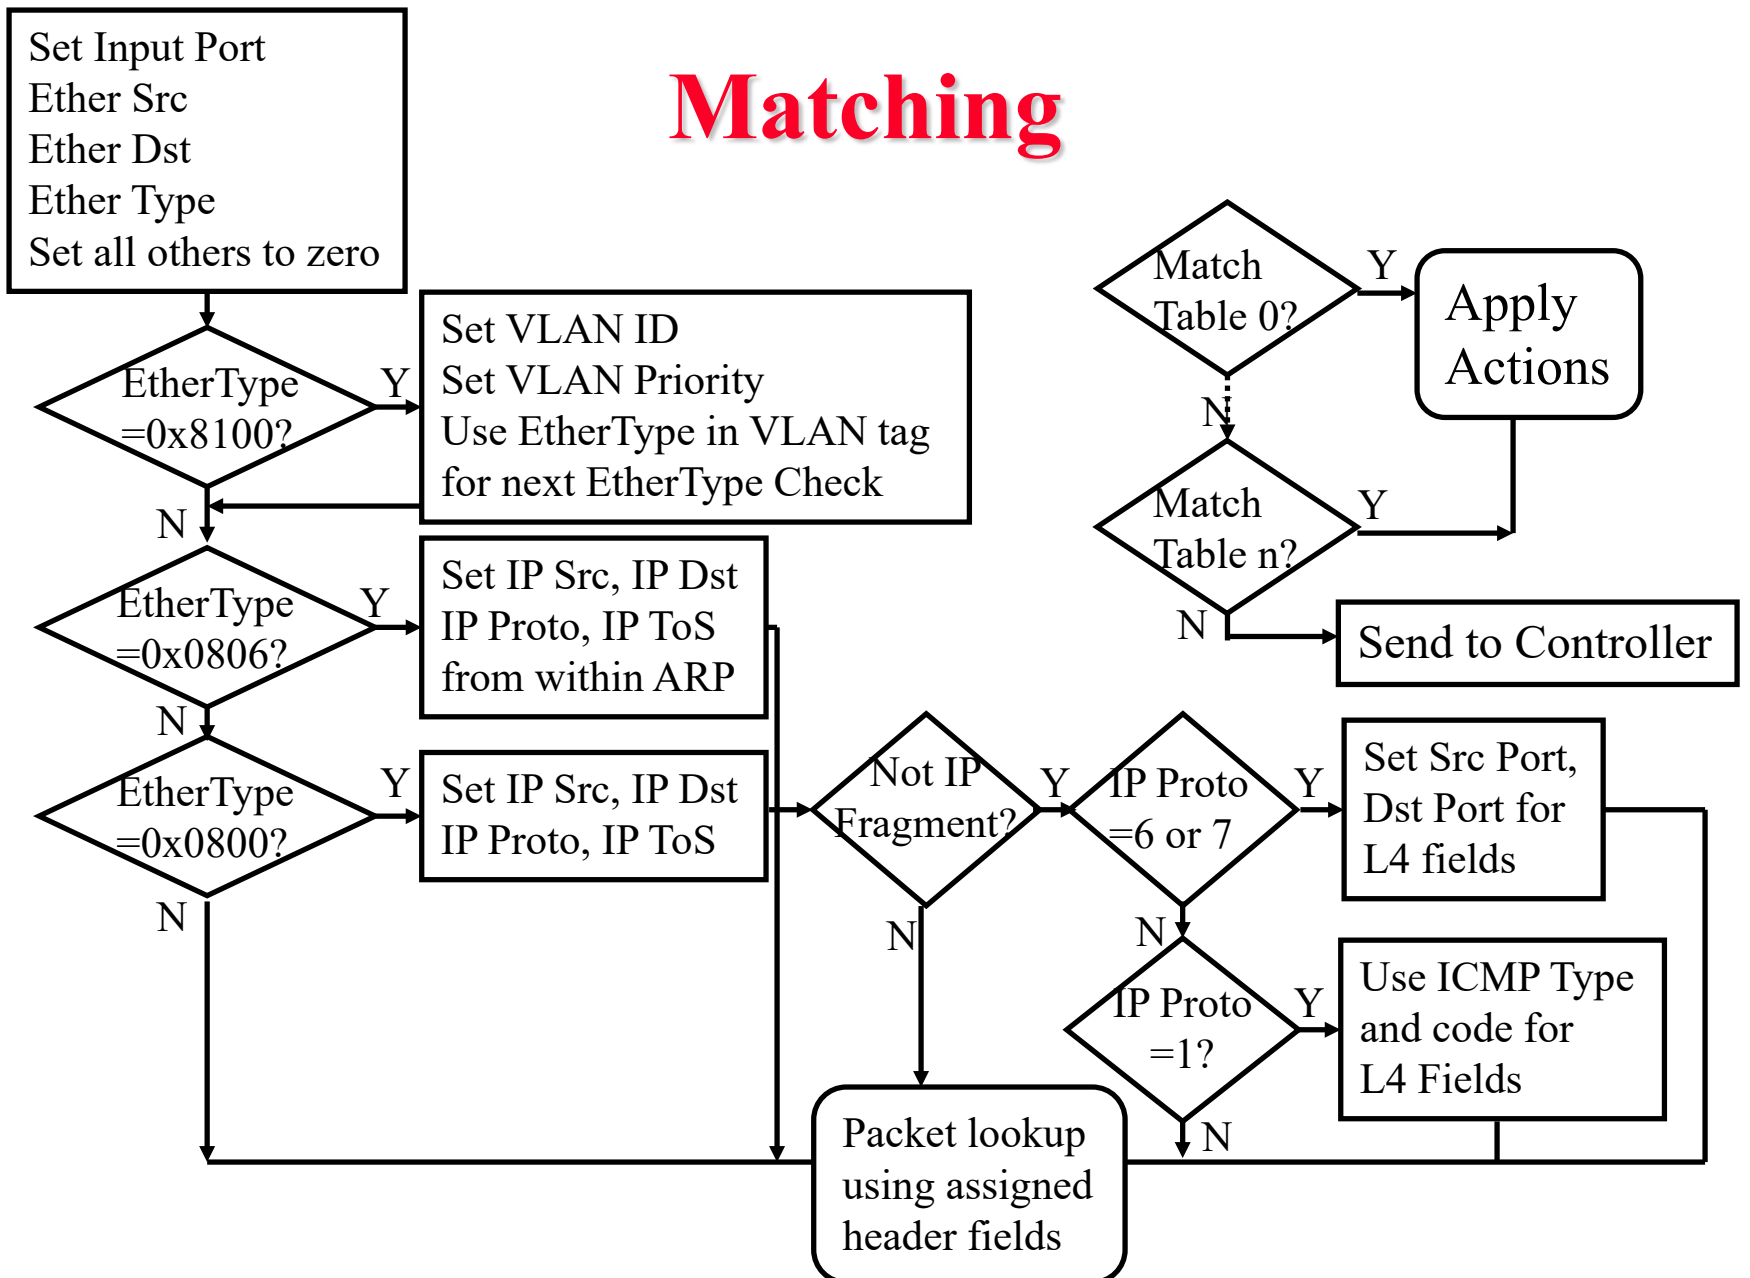 Matching
Set Input Port
Ether Src
Ether Dst
Ether Type
Set all others to zero
EtherType
=0x8100?
Y
N
Set VLAN ID
Set VLAN Priority
Use EtherType in VLAN tag
for next EtherType Check
EtherType
=0x0806?
Y
N
Set IP Src, IP Dst
IP Proto, IP ToS
from within ARP
EtherType
=0x0800?
Y
N
Set IP Src, IP Dst
IP Proto, IP ToS
Not IP
Fragment?
Y
N
IP Proto
=6 or 7
Y
N
Set Src Port,
Dst Port for
L4 fields
IP Proto
=1?
Y
N
Use ICMP Type
and code for
L4 Fields
Packet lookup
using assigned
header fields
Match
Table 0?
Y
N
Apply
Actions
Match
Table n?
Y
N
Send to Controller